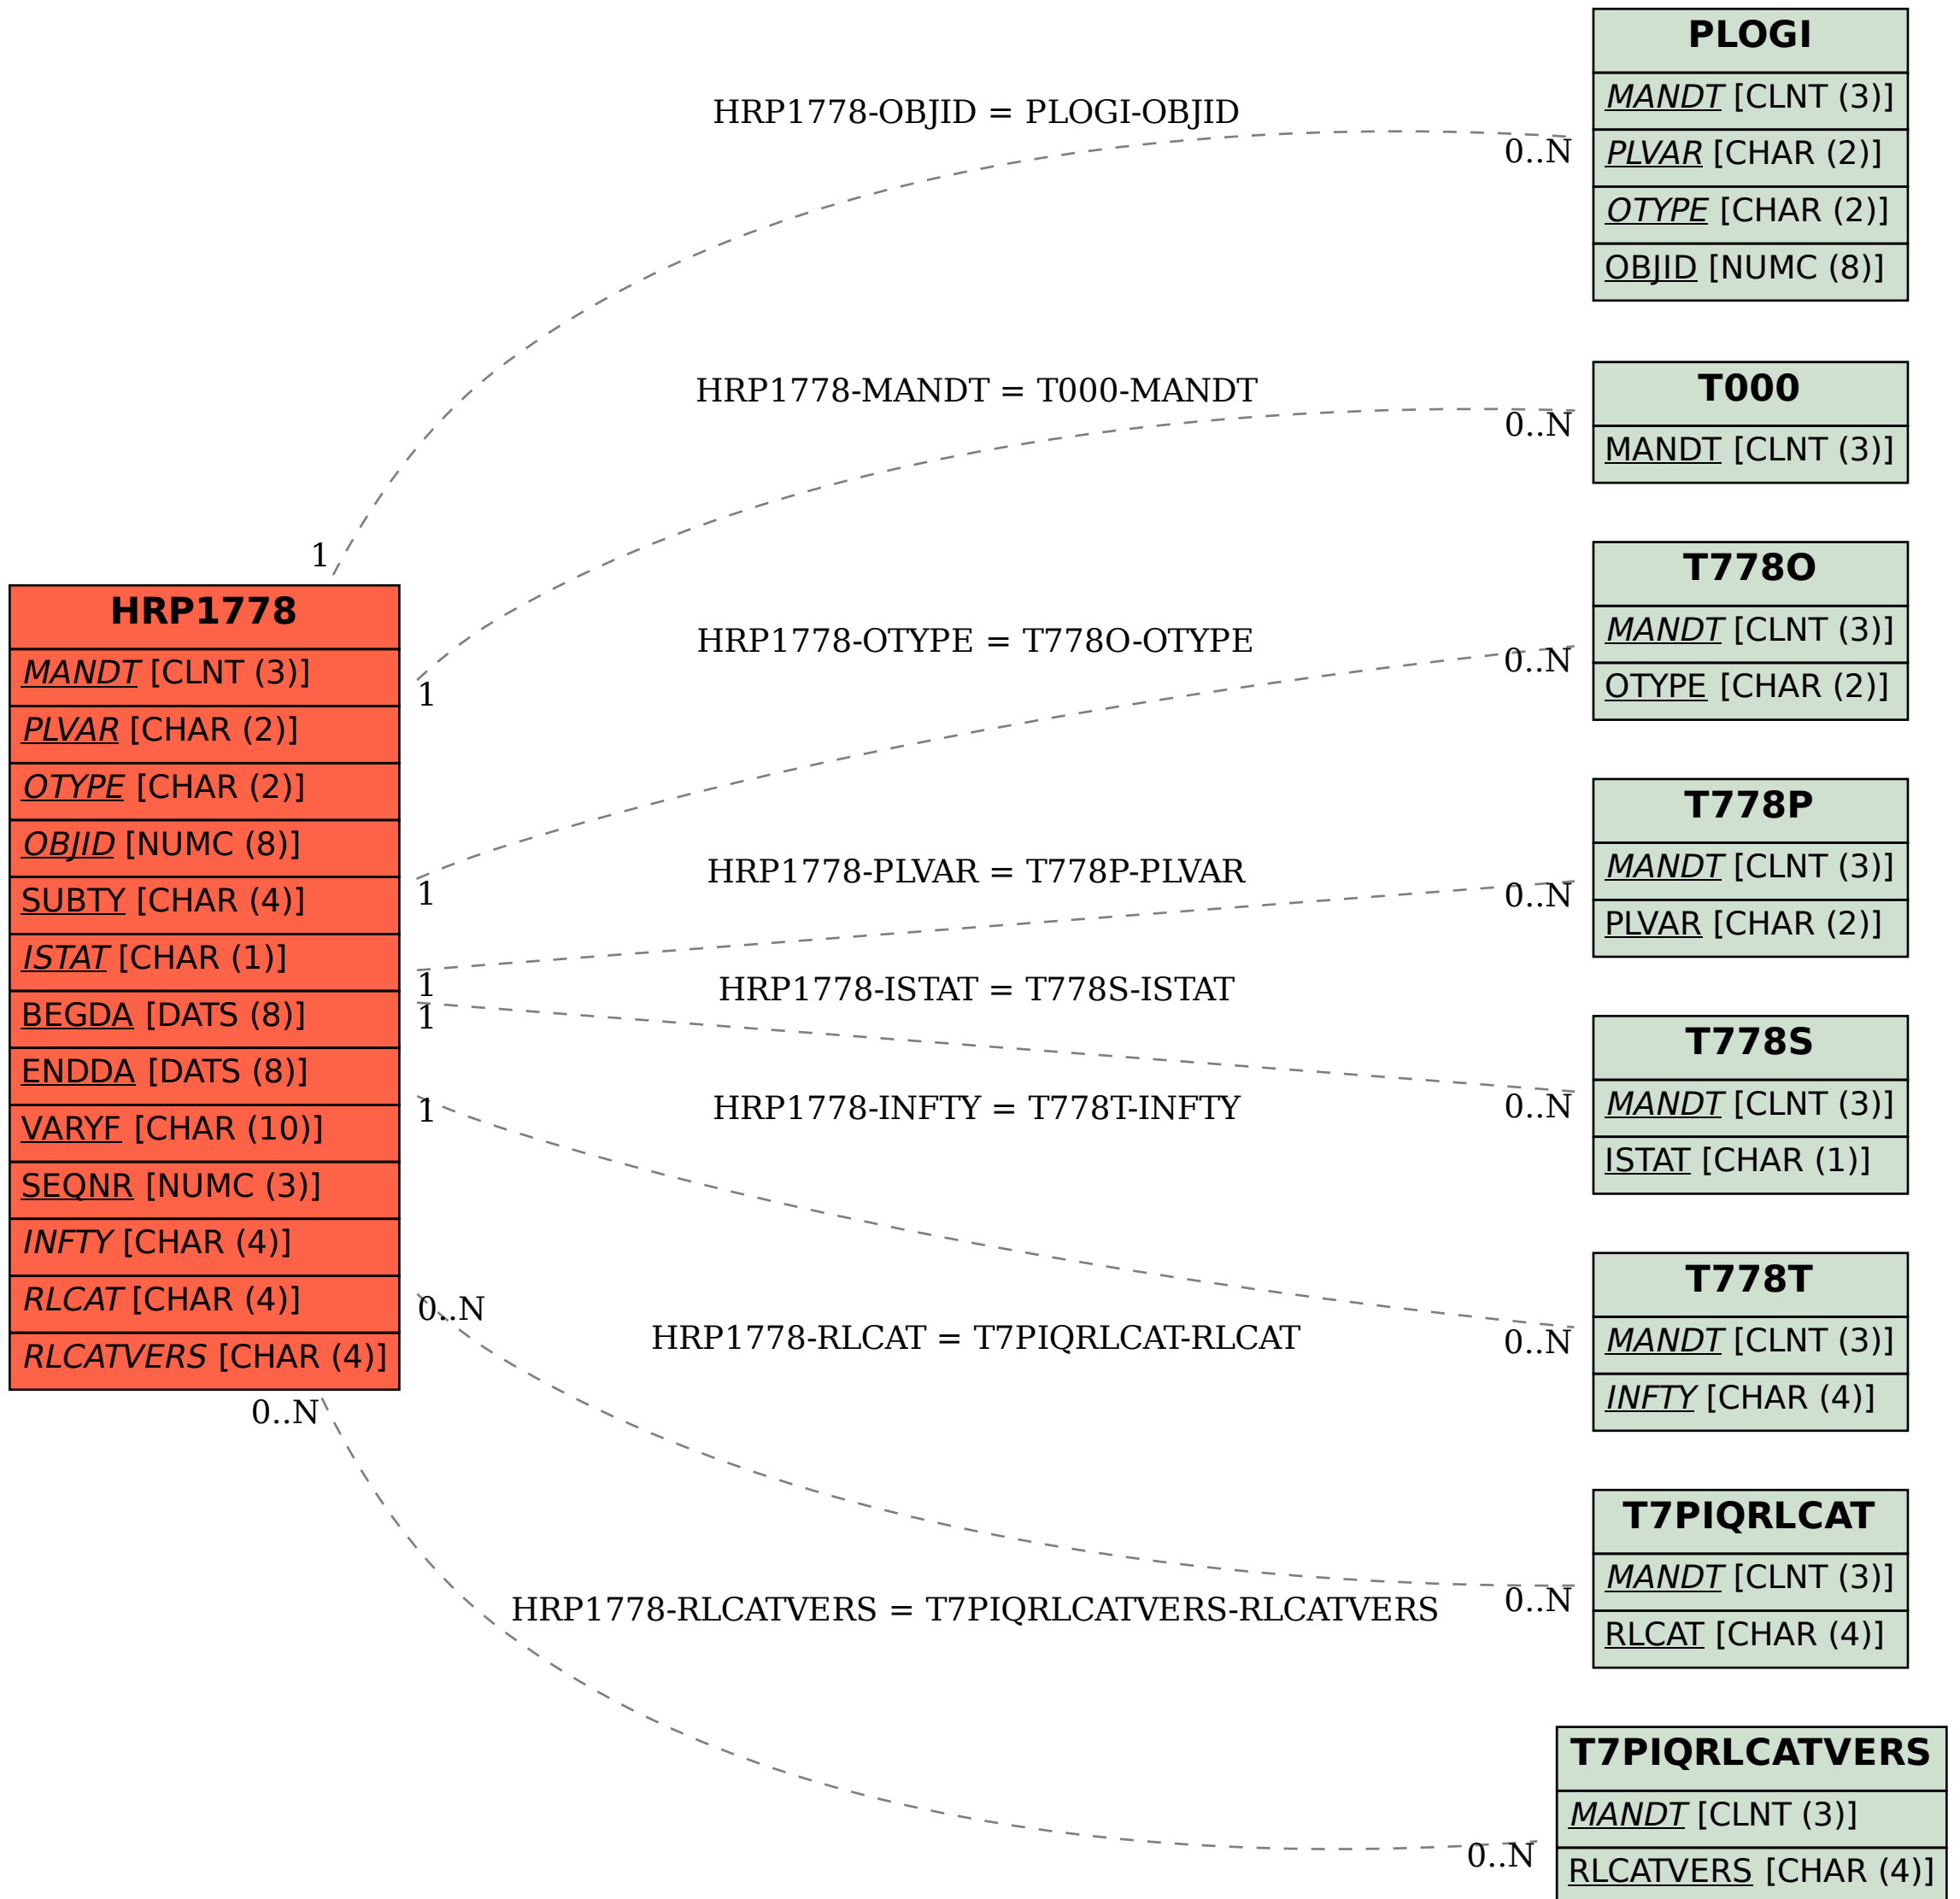 PLOGI
MANDT [CLNT (3)]
PLVAR [CHAR (2)]
OTYPE [CHAR (2)]
OBJID [NUMC (8)]
HRP1778-OBJID = PLOGI-OBJID
0..N
1
T000
MANDT [CLNT (3)]
HRP1778-MANDT = T000-MANDT
0..N
1
HRP1778
MANDT [CLNT (3)]
PLVAR [CHAR (2)]
OTYPE [CHAR (2)]
OBJID [NUMC (8)]
SUBTY [CHAR (4)]
ISTAT [CHAR (1)]
BEGDA [DATS (8)]
ENDDA [DATS (8)]
VARYF [CHAR (10)]
SEQNR [NUMC (3)]
INFTY [CHAR (4)]
RLCAT [CHAR (4)]
RLCATVERS [CHAR (4)]
T778O
MANDT [CLNT (3)]
OTYPE [CHAR (2)]
HRP1778-OTYPE = T778O-OTYPE
0..N
1
T778P
MANDT [CLNT (3)]
PLVAR [CHAR (2)]
HRP1778-PLVAR = T778P-PLVAR
0..N
1
T778S
MANDT [CLNT (3)]
ISTAT [CHAR (1)]
HRP1778-ISTAT = T778S-ISTAT
0..N
1
T778T
MANDT [CLNT (3)]
INFTY [CHAR (4)]
HRP1778-INFTY = T778T-INFTY
0..N
1
T7PIQRLCAT
MANDT [CLNT (3)]
RLCAT [CHAR (4)]
HRP1778-RLCAT = T7PIQRLCAT-RLCAT
0..N
0..N
T7PIQRLCATVERS
MANDT [CLNT (3)]
RLCATVERS [CHAR (4)]
HRP1778-RLCATVERS = T7PIQRLCATVERS-RLCATVERS
0..N
0..N